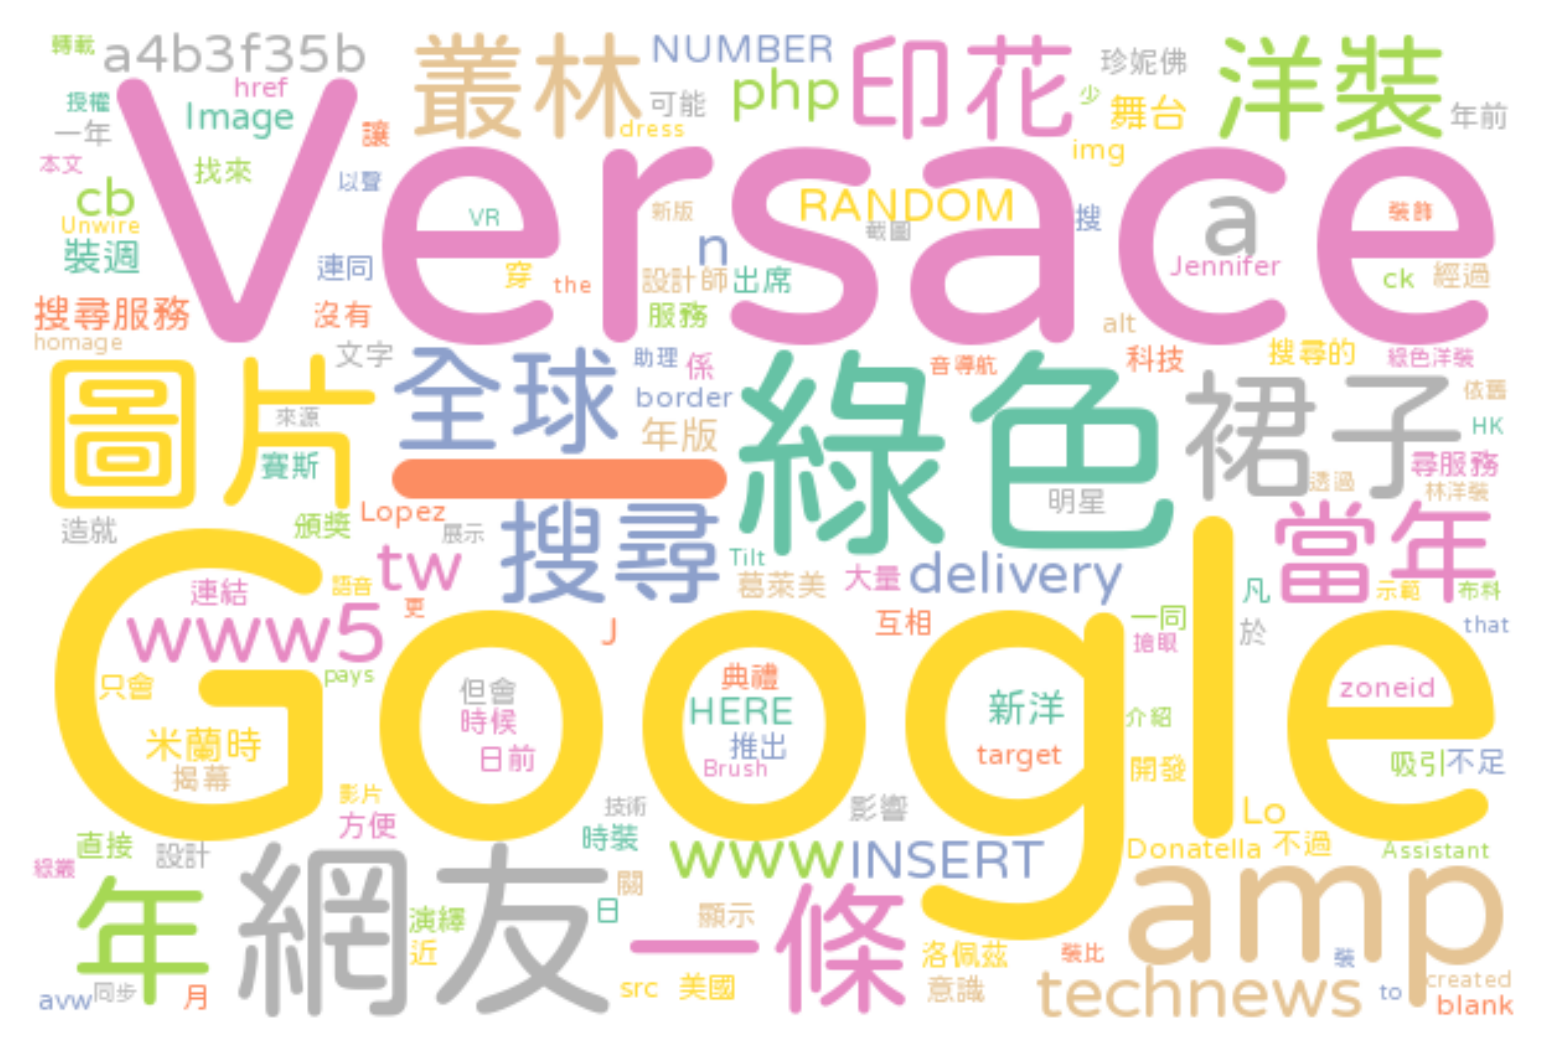 轉載 a4b3f35b 叢林 NUMBER 印花 珍妮佛 洋裝
href php 少 舞台
授權 Image 可能 年前
一年 讓 dress img
本文 找來 以聲
cb VR 新版 RANDOM 搜 a 裝飾
Unwire 截圖
Versace
裝週 連同 穿 the n 設計師 出席 Jennifer ck 經過
搜尋服務 沒有 服務 alt
homage 文字 助理 係 音導航 科技 搜尋的 綠色洋裝
圖片 全球 border 綠色 裙子 依舊
來源 年版 HK
賽斯 一 明星 透過 尋服務
林洋裝
造就 頒獎 Lopez 展示 搜尋 當年
tw Tilt delivery
連結 語音 葛萊美 大量 凡 示範 布料
www5 更 J 互相 一同 於 that
搶眼
Google
只會 pays 但會 典禮 新洋 zoneid
時候 HERE 介紹
米蘭時 日前 推出 target 開發 吸引 不足
揭幕 Brush
影片 技術 影響 Lo
方便 時裝
直接 設計 www INSERT Donatella 不過 Assistant
綠叢 關
年 網友 演繹 日 顯示 一條 amp
近 洛佩茲 裝比 裝
avw 同步 月 src 美國 意識 technews to created
blank